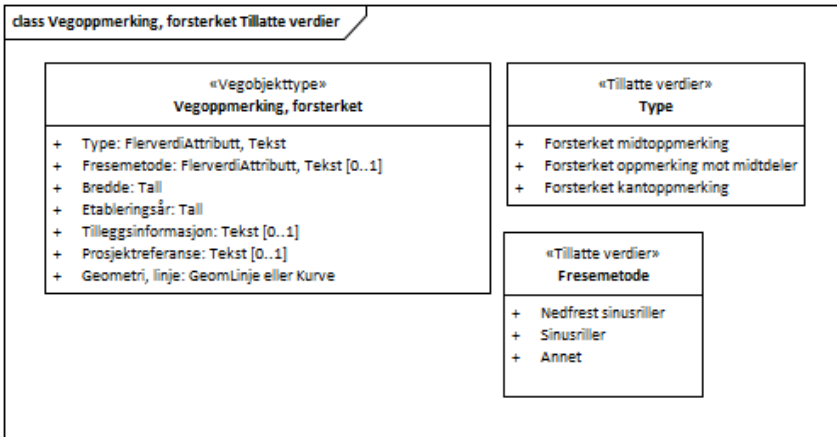 class Vegoppmerking, forsterket Tillatte verdier
«Vegobjekttype»
Vegoppmerking, forsterket
+ Type: FlerverdiAttributt, Tekst
+ Fresemetode: FlerverdiAttributt, Tekst [0..1]
+ Bredde: Tall
+ Etableringsår: Tall
+ Tilleggsinformasjon: Tekst [0..1]
+ Prosjektreferanse: Tekst [0..1]
+ Geometri, linje: GeomLinje eller Kurve
«Tillatte verdier»
Type
+ Forsterket midtoppmerking
+ Forsterket oppmerking mot midtdeler
+ Forsterket kantoppmerking
«Tillatte verdier»
Fresemetode
+ Nedfrest sinusriller
+ Sinusriller
+ Annet